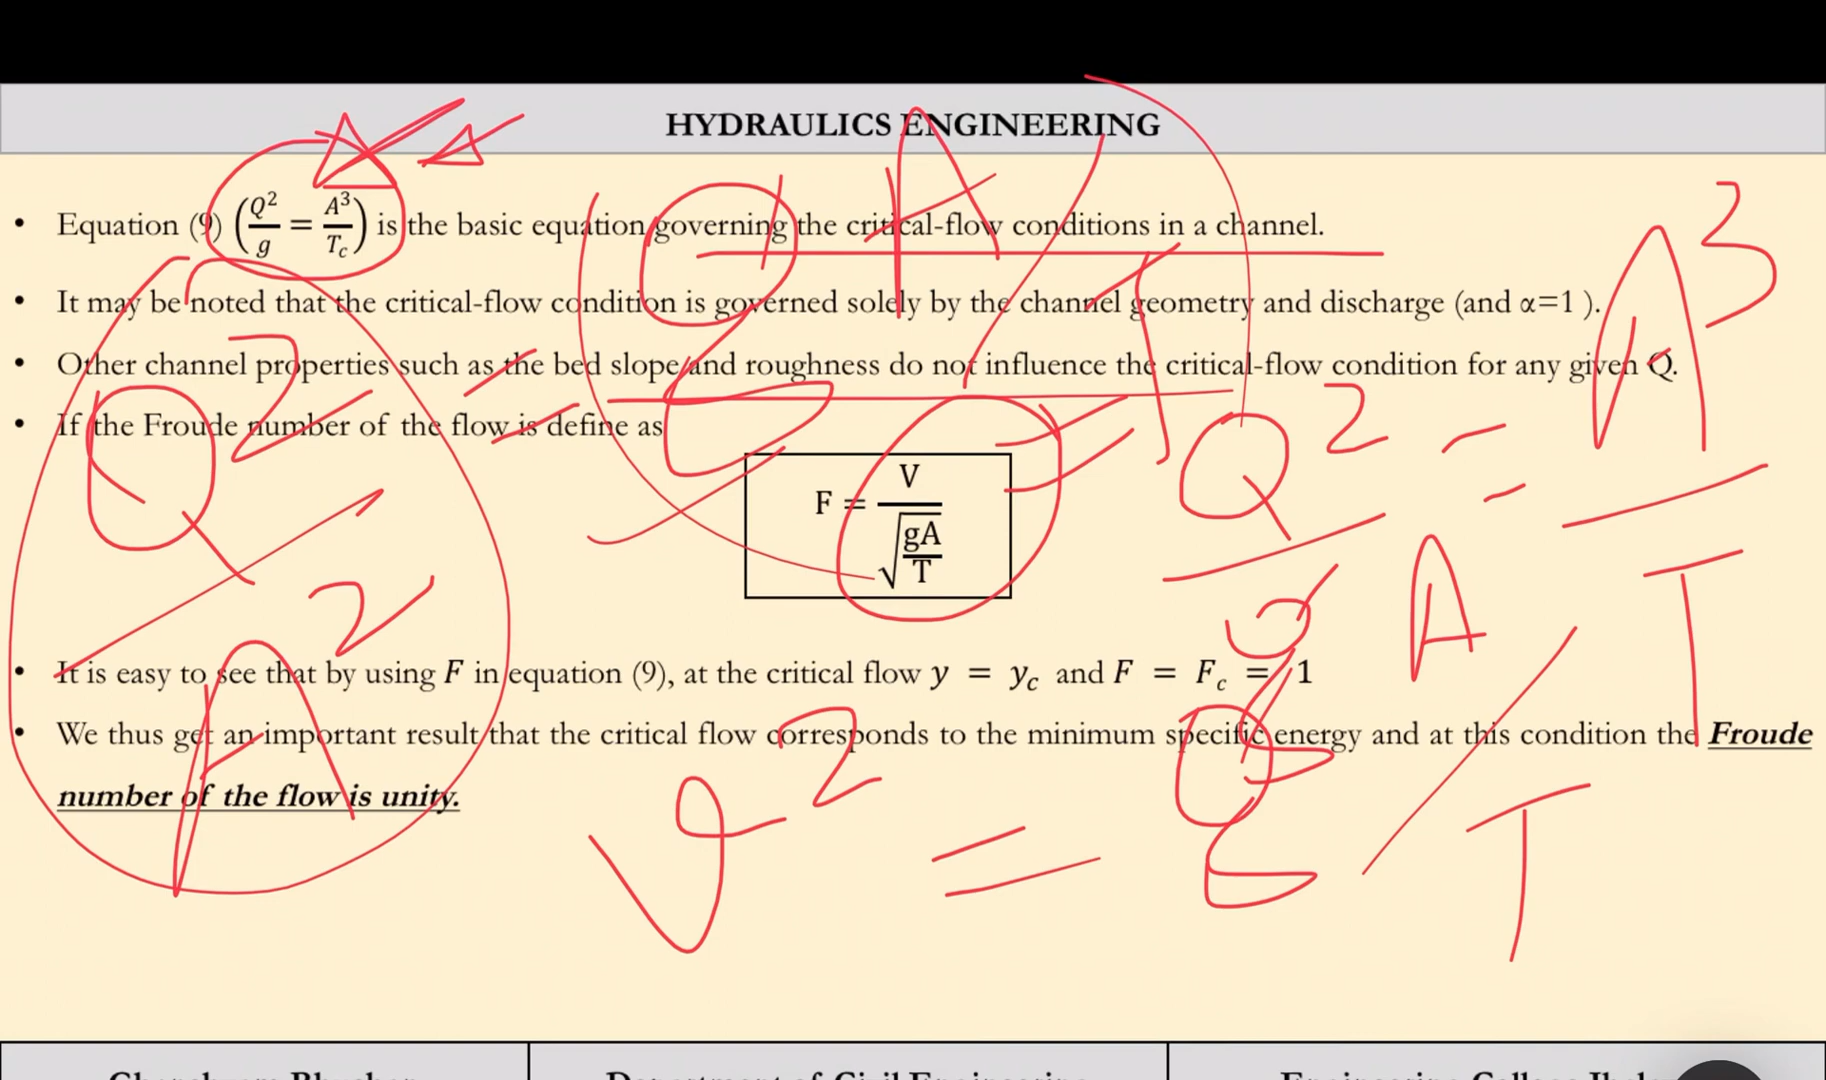 HYDRAULICS ENGINEERING
• Equation (9) (Q²/g = A³/T_c) is the basic equation governing the critical-flow conditions in a channel.
• It may be noted that the critical-flow condition is governed solely by the channel geometry and discharge (and α=1 ).
• Other channel properties such as the bed slope and roughness do not influence the critical-flow condition for any given Q.
• If the Froude number of the flow is define as
F = V / √(gA/T)
Q² / A² = g A / T
Q² / g = A³ / T
• It is easy to see that by using F in equation (9), at the critical flow y = y_c and F = F_c = 1
• We thus get an important result that the critical flow corresponds to the minimum specific energy and at this condition the Froude
number of the flow is unity.
V² = g A / T